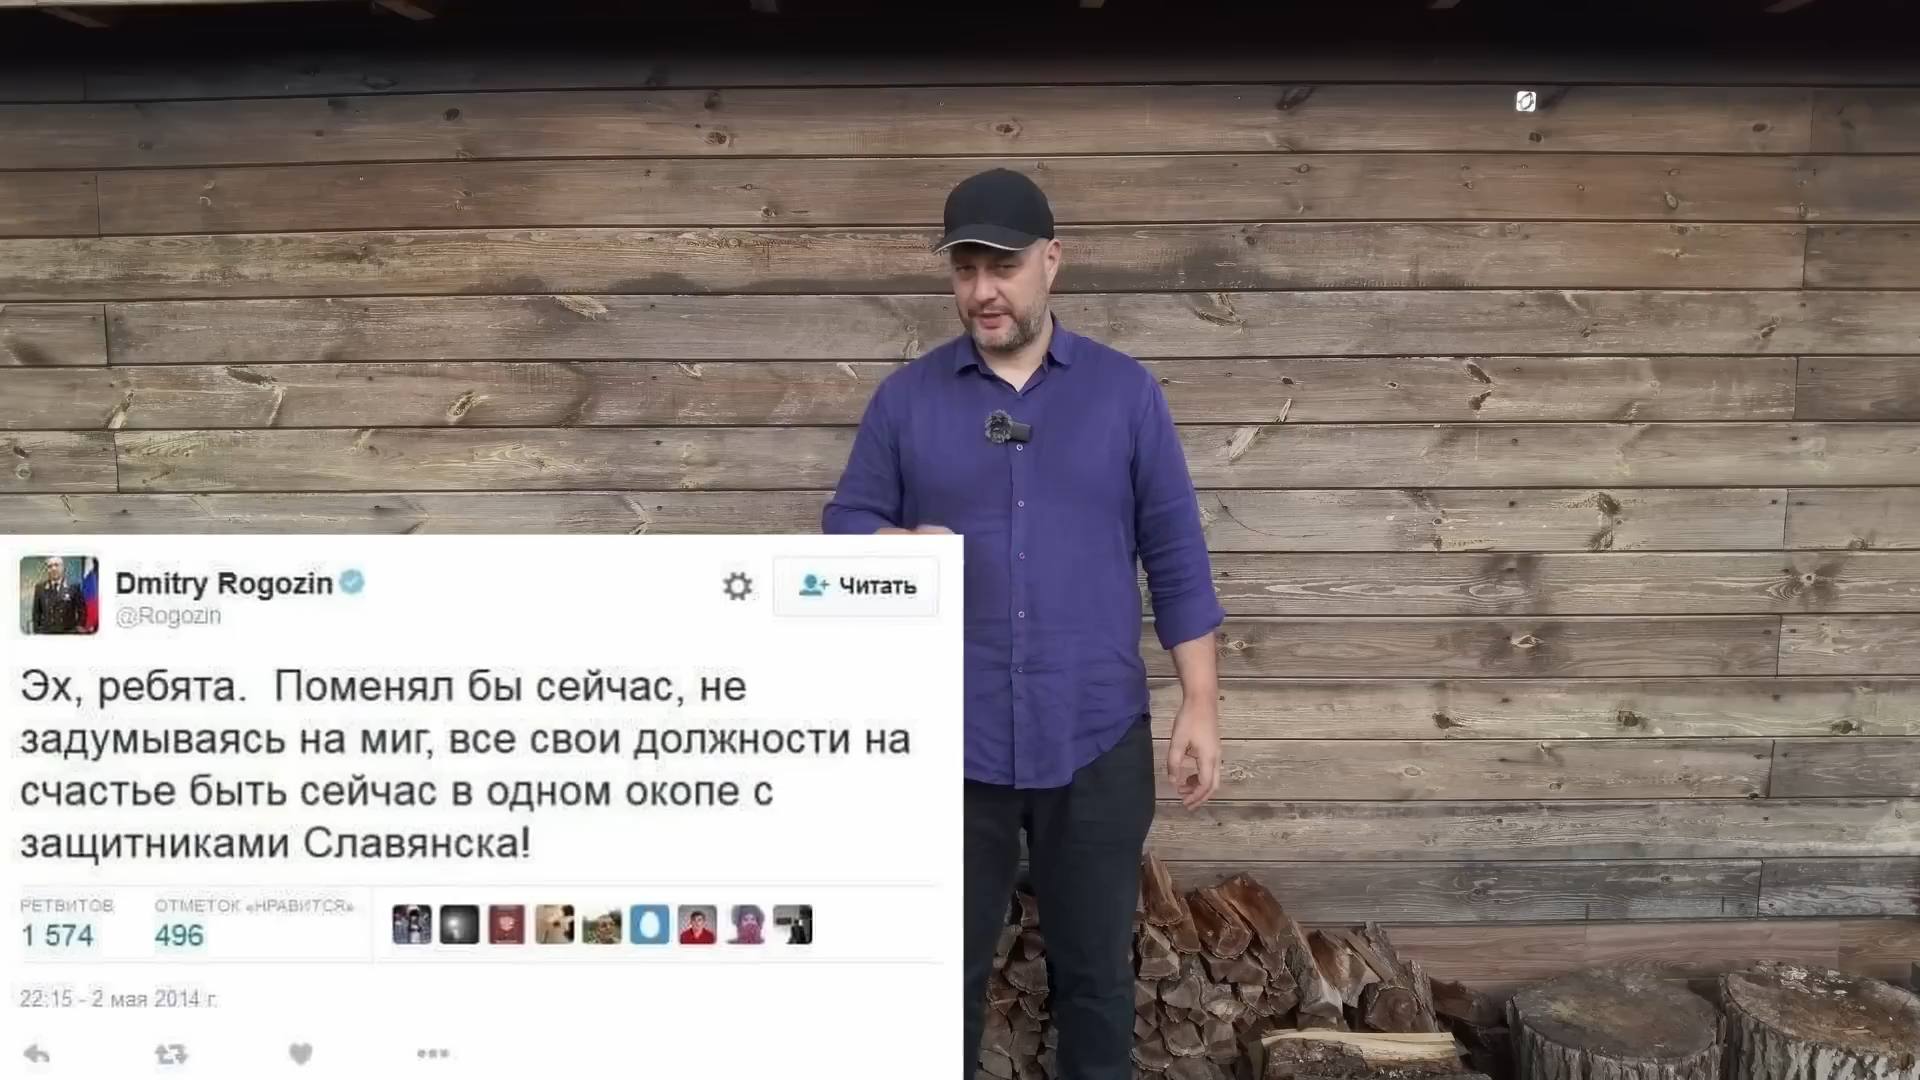 Dmitry Rogozin
@Rogozin
Читать
Эх, ребята. Поменял бы сейчас, не
задумываясь на миг, все свои должности на
счастье быть сейчас в одном окопе с
защитниками Славянска!
РЕТВИТОВ
1 574
ОТМЕТОК «НРАВИТСЯ»
496
22:15 - 2 мая 2014 г.